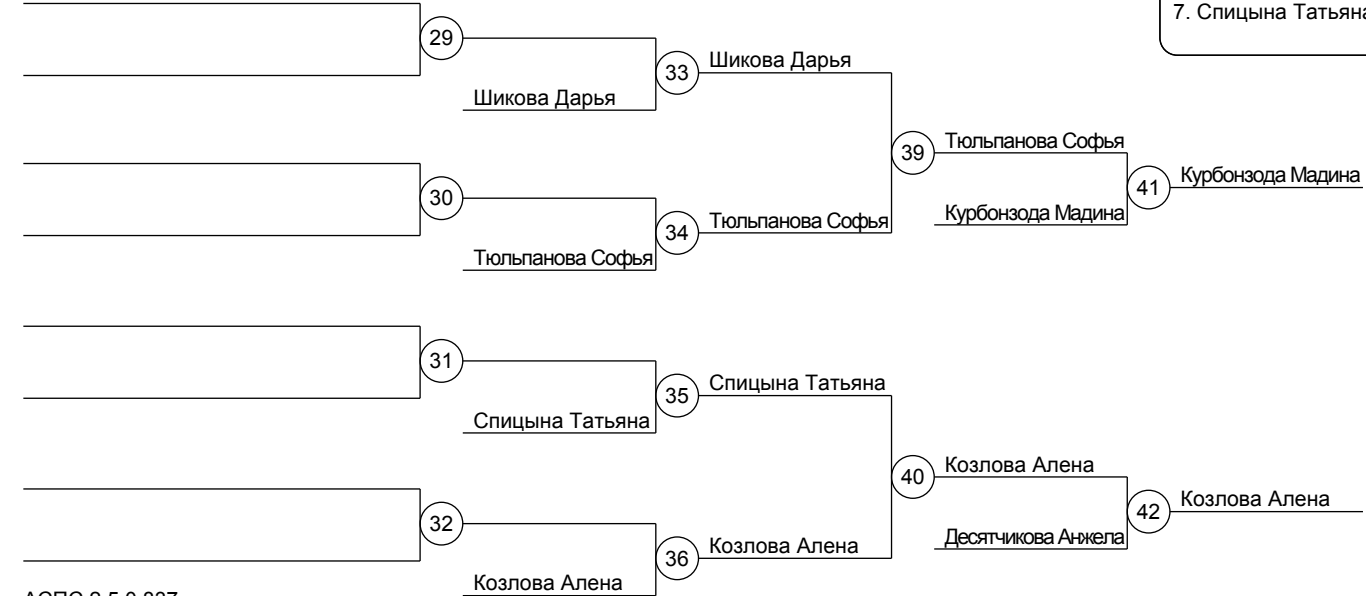 7. Спицына Татьяна
29
33
Шикова Дарья
Шикова Дарья
39
Тюльпанова Софья
41
Курбонзода Мадина
30
34
Тюльпанова Софья
Курбонзода Мадина
Тюльпанова Софья
31
35
Спицына Татьяна
Спицына Татьяна
40
Козлова Алена
42
Козлова Алена
32
36
Козлова Алена
Десятчикова Анжела
Козлова Алена